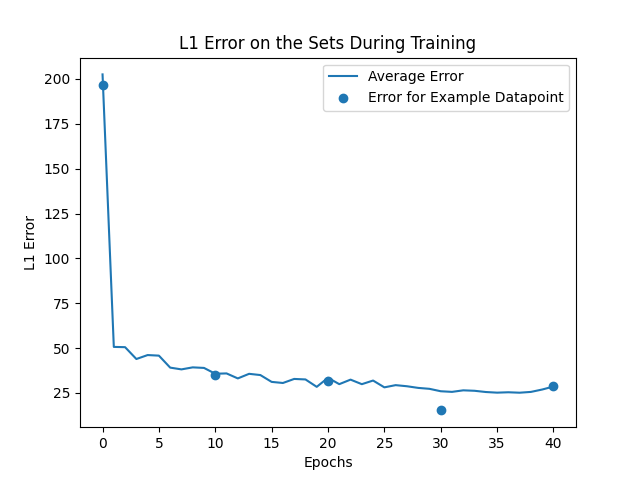 L1 Error on the Sets During Training
Average Error
Error for Example Datapoint
200
175
150
125
100
75
50
25
L1 Error
0 5 10 15 20 25 30 35 40
Epochs